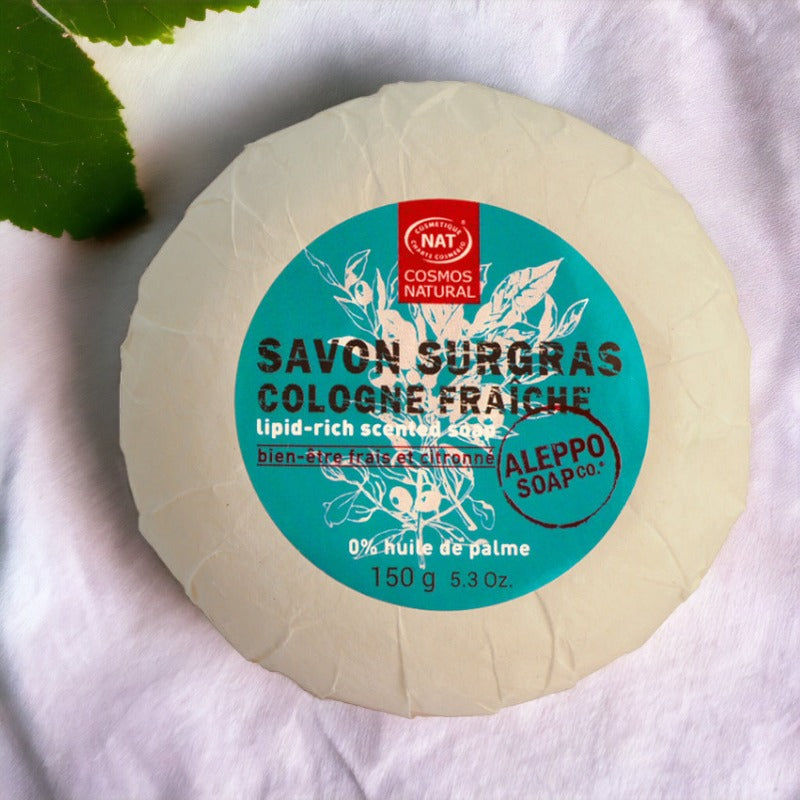 COSMETIQUE
NAT
CHARTE COSMEBIO
®
COSMOS
NATURAL
SAVON SURGRAS
COLOGNE FRAÎCHE
lipid-rich scented soap
bien-être frais et citronné
ALEPPO
SOAP CO.
0% huile de palme
150 g 5.3 Oz.